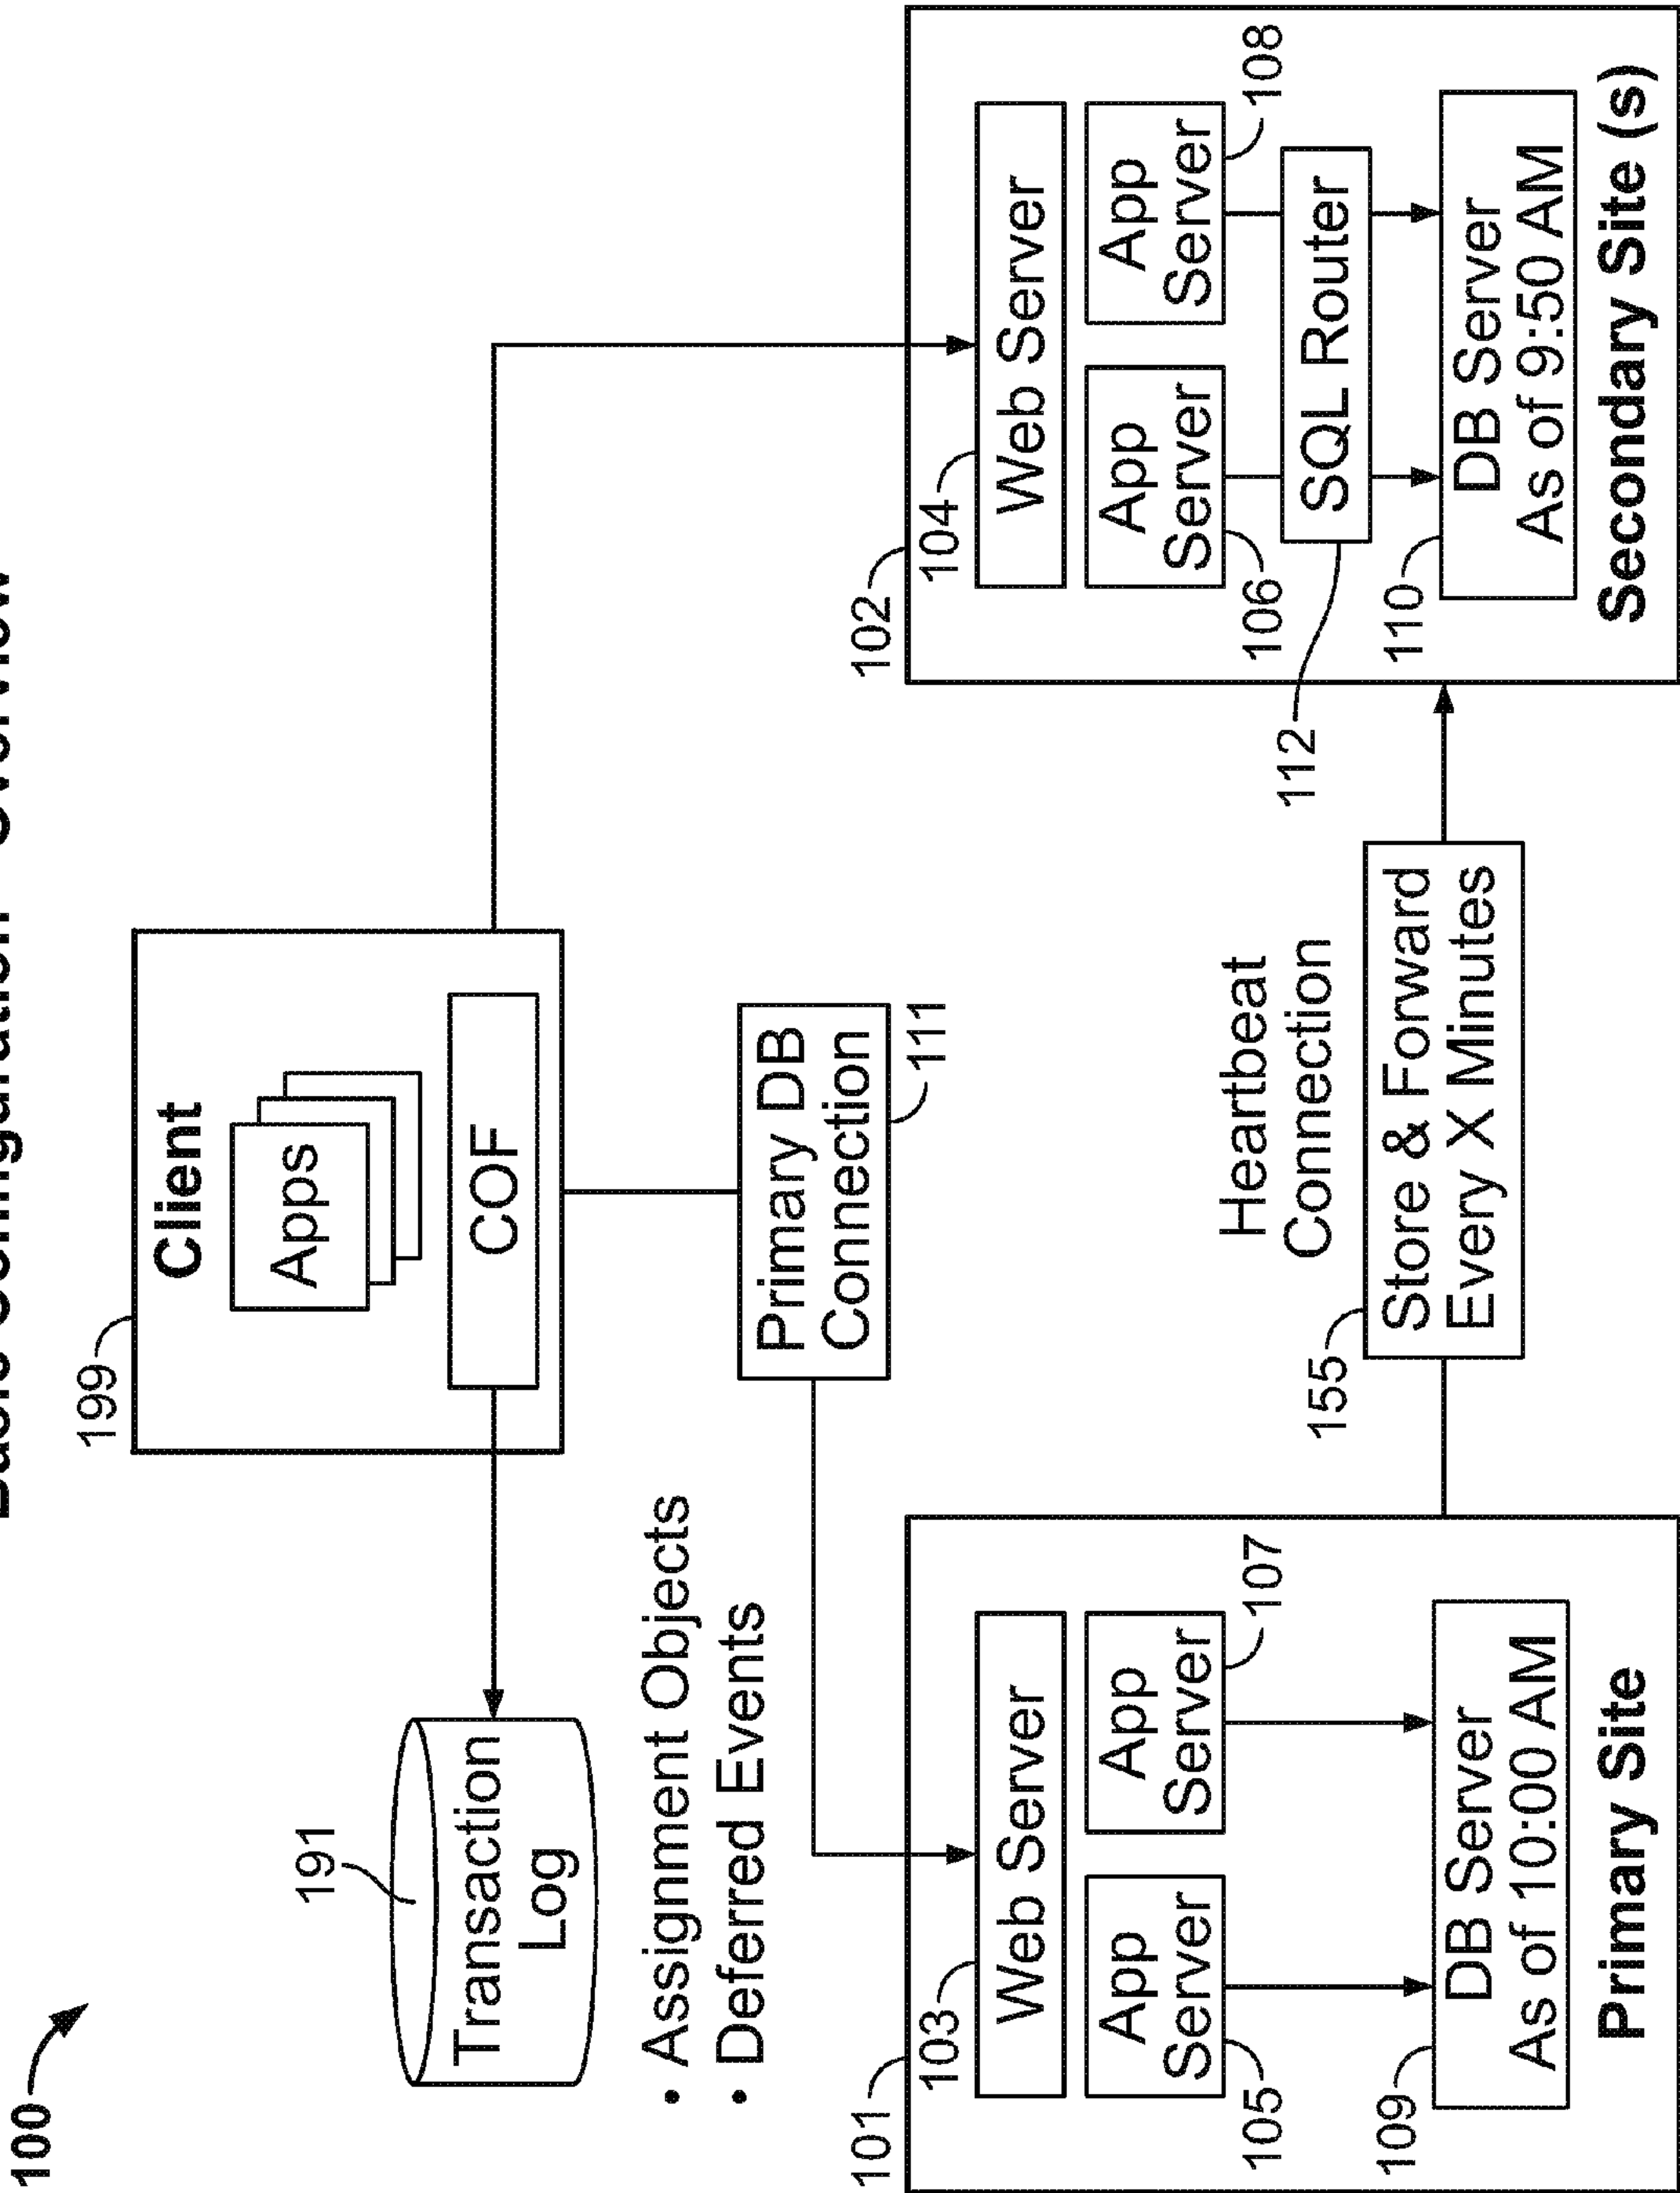 100
199
Client
Apps
COF
191
Transaction
Log
• Assignment Objects
• Deferred Events
Primary DB
Connection
111
101
103
Web Server
App
Server
105
App
Server
107
109
DB Server
As of 10:00 AM
Primary Site
Heartbeat
Connection
155
Store & Forward
Every X Minutes
102
104
Web Server
App
Server
106
App
Server
108
SQL Router
112
110
DB Server
As of 9:50 AM
Secondary Site (s)